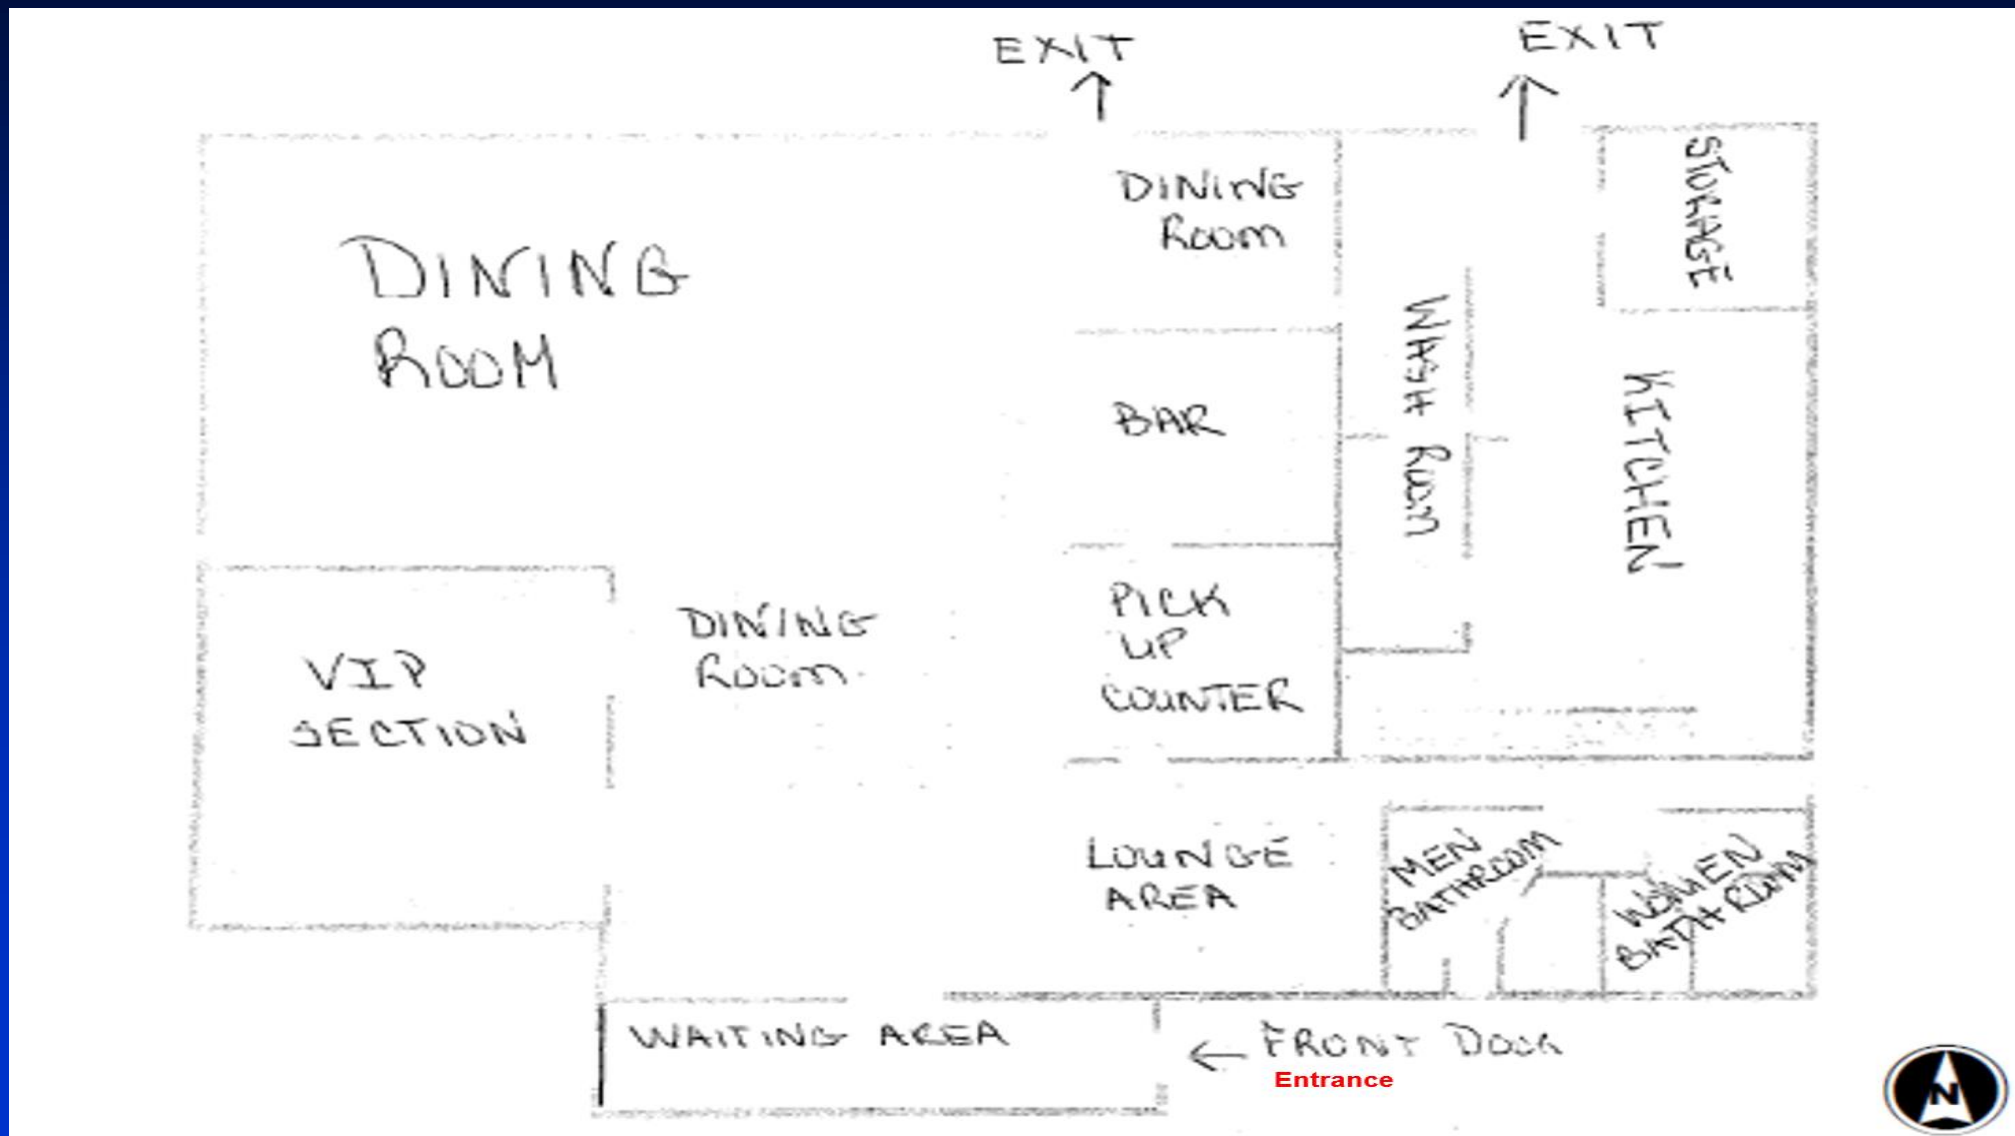 EXIT
EXIT
DINING
ROOM
DINING
ROOM
STORAGE
WASH ROOM
KITCHEN
BAR
VIP
SECTION
DINING
ROOM
PICK
UP
COUNTER
LOUNGE
AREA
MEN
BATHROOM
WOMEN
BATHROOM
WAITING AREA
FRONT DOOR
Entrance
N